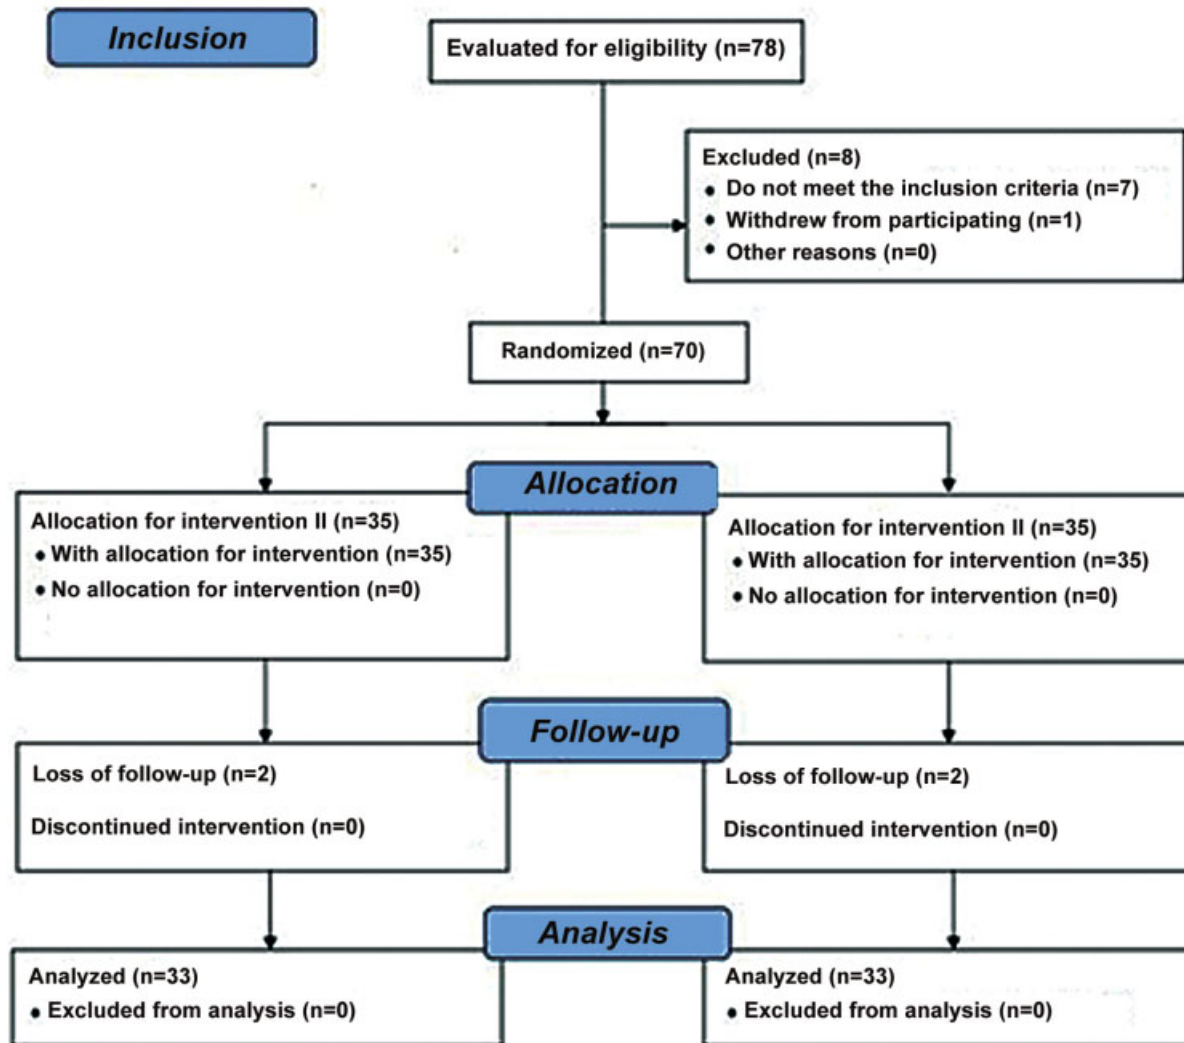 Inclusion
Evaluated for eligibility (n=78)
Excluded (n=8)
• Do not meet the inclusion criteria (n=7)
• Withdrew from participating (n=1)
• Other reasons (n=0)
Randomized (n=70)
Allocation
Allocation for intervention II (n=35)
• With allocation for intervention (n=35)
• No allocation for intervention (n=0)
Allocation for intervention II (n=35)
• With allocation for intervention (n=35)
• No allocation for intervention (n=0)
Follow-up
Loss of follow-up (n=2)
Discontinued intervention (n=0)
Loss of follow-up (n=2)
Discontinued intervention (n=0)
Analysis
Analyzed (n=33)
• Excluded from analysis (n=0)
Analyzed (n=33)
• Excluded from analysis (n=0)